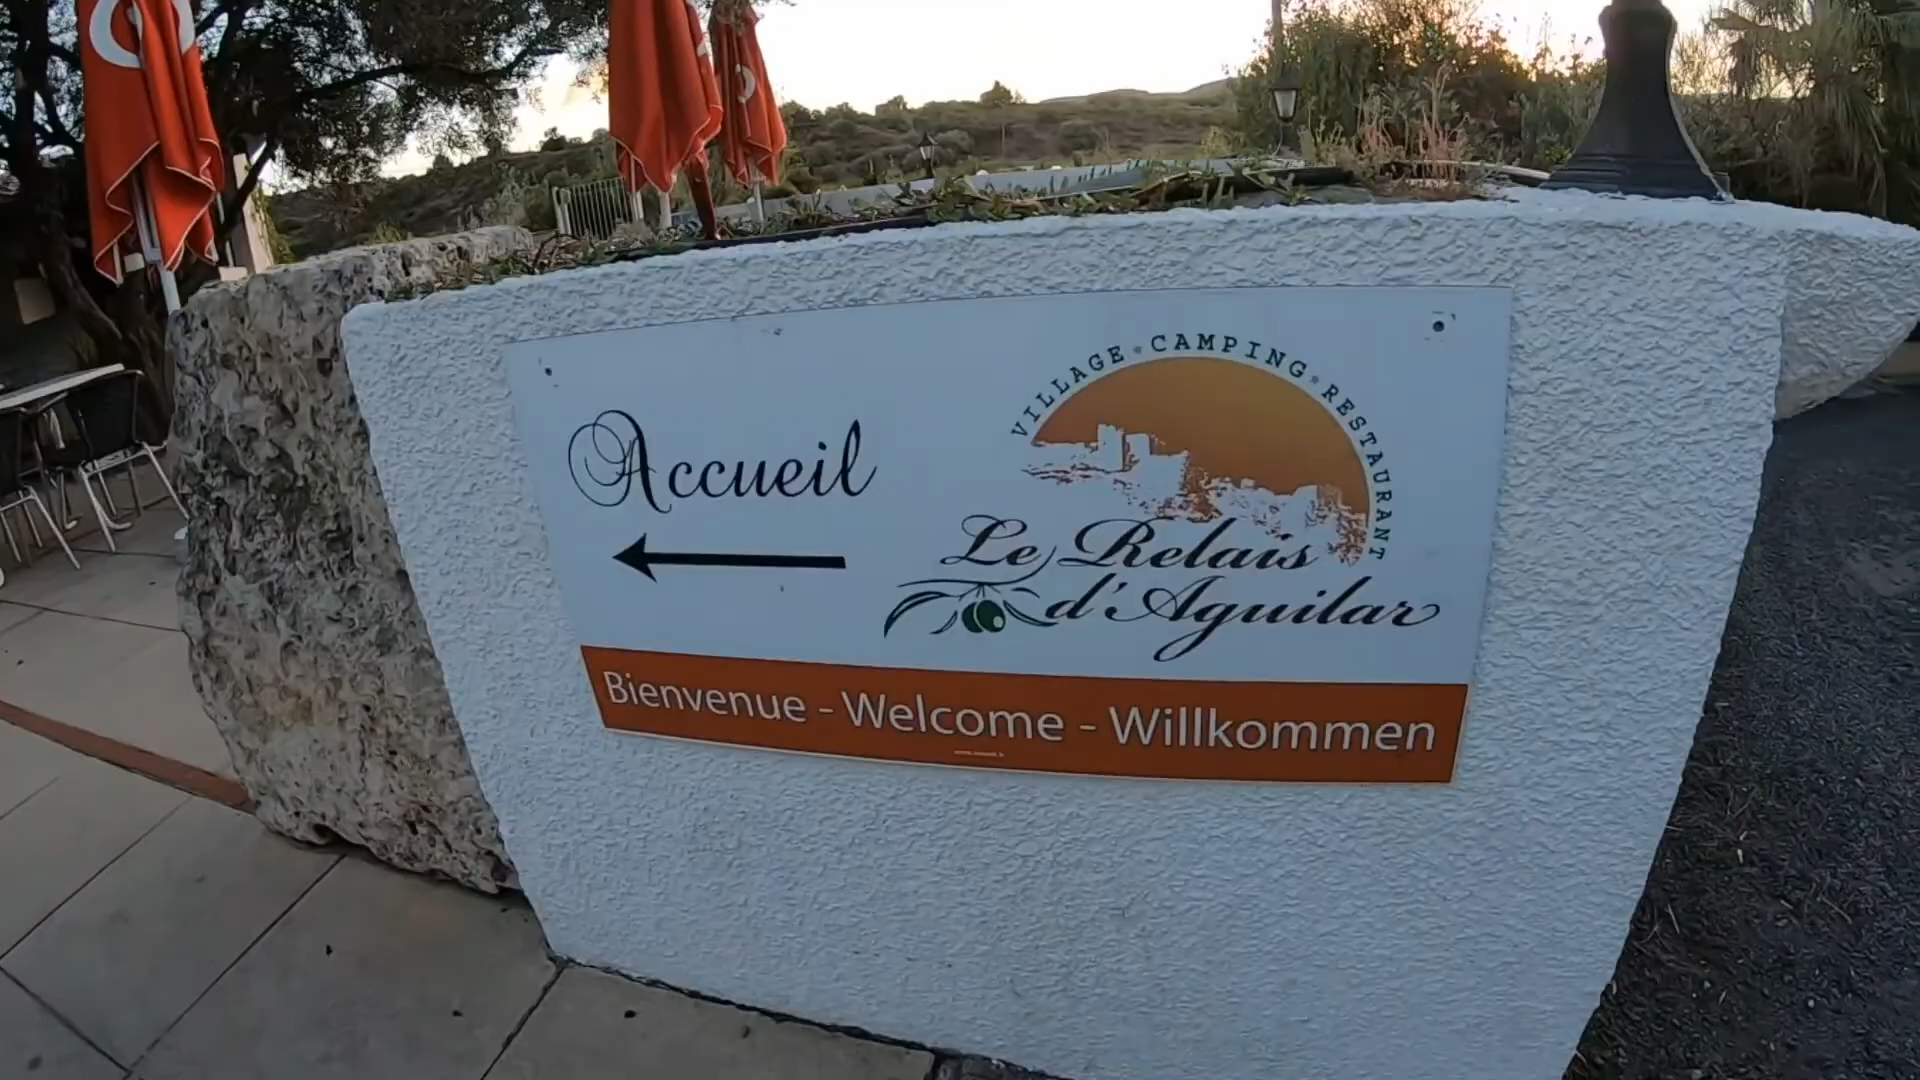 Accueil
VILLAGE * CAMPING * RESTAURANT
Le Relais
d'Aguilar
Bienvenue - Welcome - Willkommen